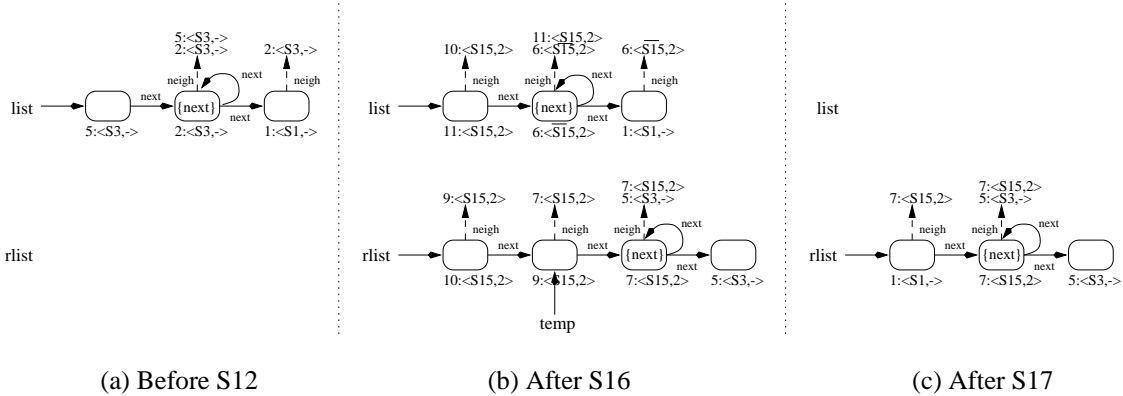 (a) Before S12
5:<S3,->
2:<S3,->
2:<S3,->
neigh
next
neigh
list
next
{next}
next
5:<S3,->
2:<S3,->
1:<S1,->
rlist
(b) After S16
11:<S15,2>
10:<S15,2>
6:<S15,2>
6:<S15,2>
neigh
neigh
next
neigh
list
next
{next}
next
11:<S15,2>
6:<S15,2>
1:<S1,->
7:<S15,2>
9:<S15,2>
7:<S15,2>
5:<S3,->
neigh
neigh
neigh
next
rlist
next
next
{next}
next
10:<S15,2>
9:<S15,2>
7:<S15,2>
5:<S3,->
temp
(c) After S17
list
7:<S15,2>
7:<S15,2>
5:<S3,->
neigh
neigh
next
rlist
next
{next}
next
1:<S1,->
7:<S15,2>
5:<S3,->